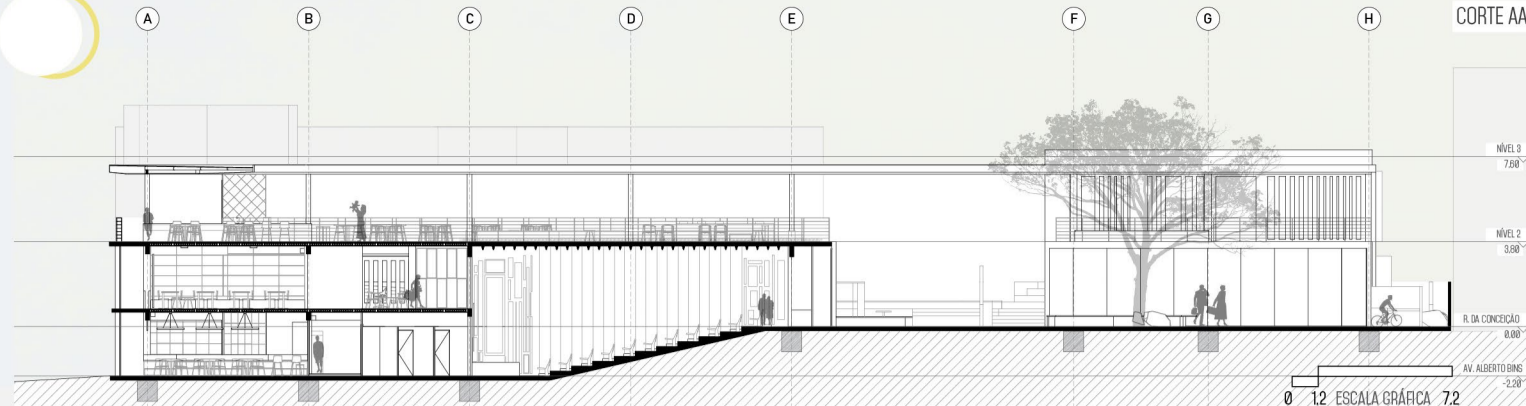 A B C D E F G H
CORTE AA
NÍVEL 3
7.60
NÍVEL 2
3.80
R. DA CONCEIÇÃO
0.00
AV. ALBERTO BINS
-2.20
0 1.2 ESCALA GRÁFICA 7.2